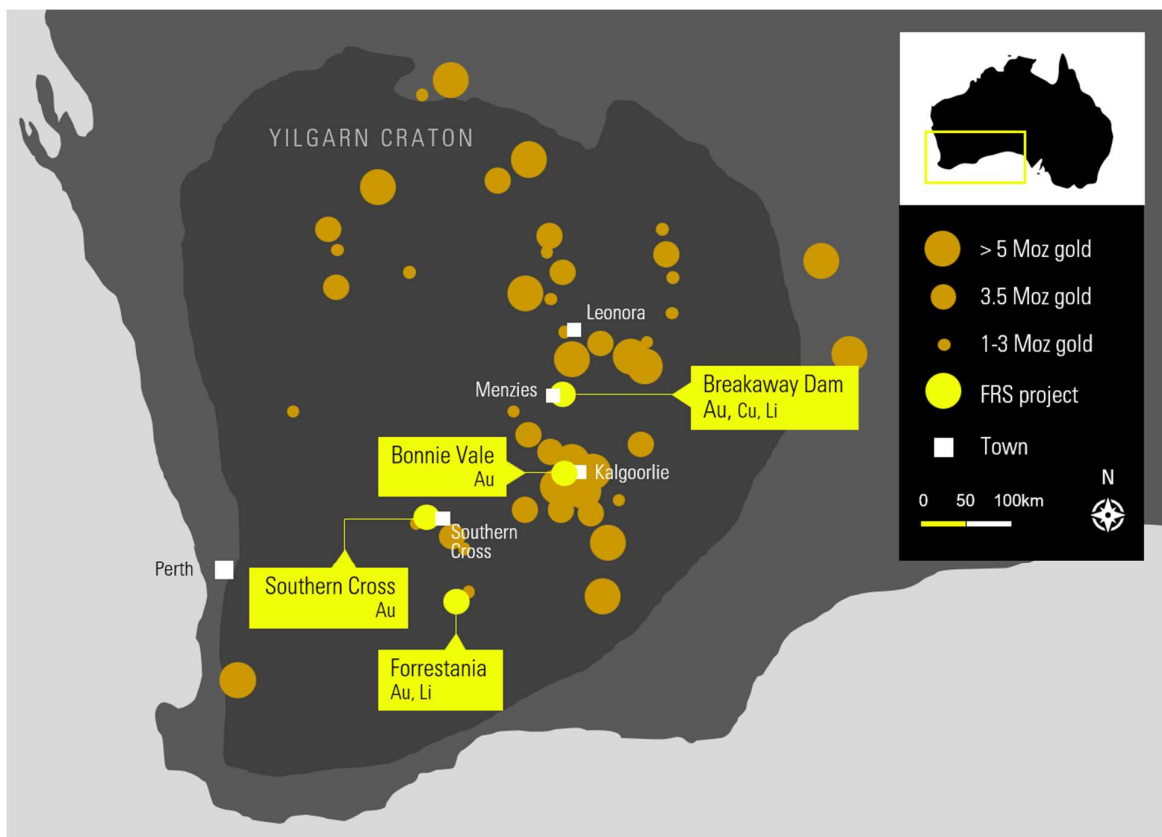 YILGARN CRATON
Leonora
Menzies
Breakaway Dam
Au, Cu, Li
Bonnie Vale
Au
Kalgoorlie
Southern
Cross
Perth
Southern Cross
Au
Forrestania
Au, Li
> 5 Moz gold
3.5 Moz gold
1-3 Moz gold
FRS project
Town
N
0 50 100km